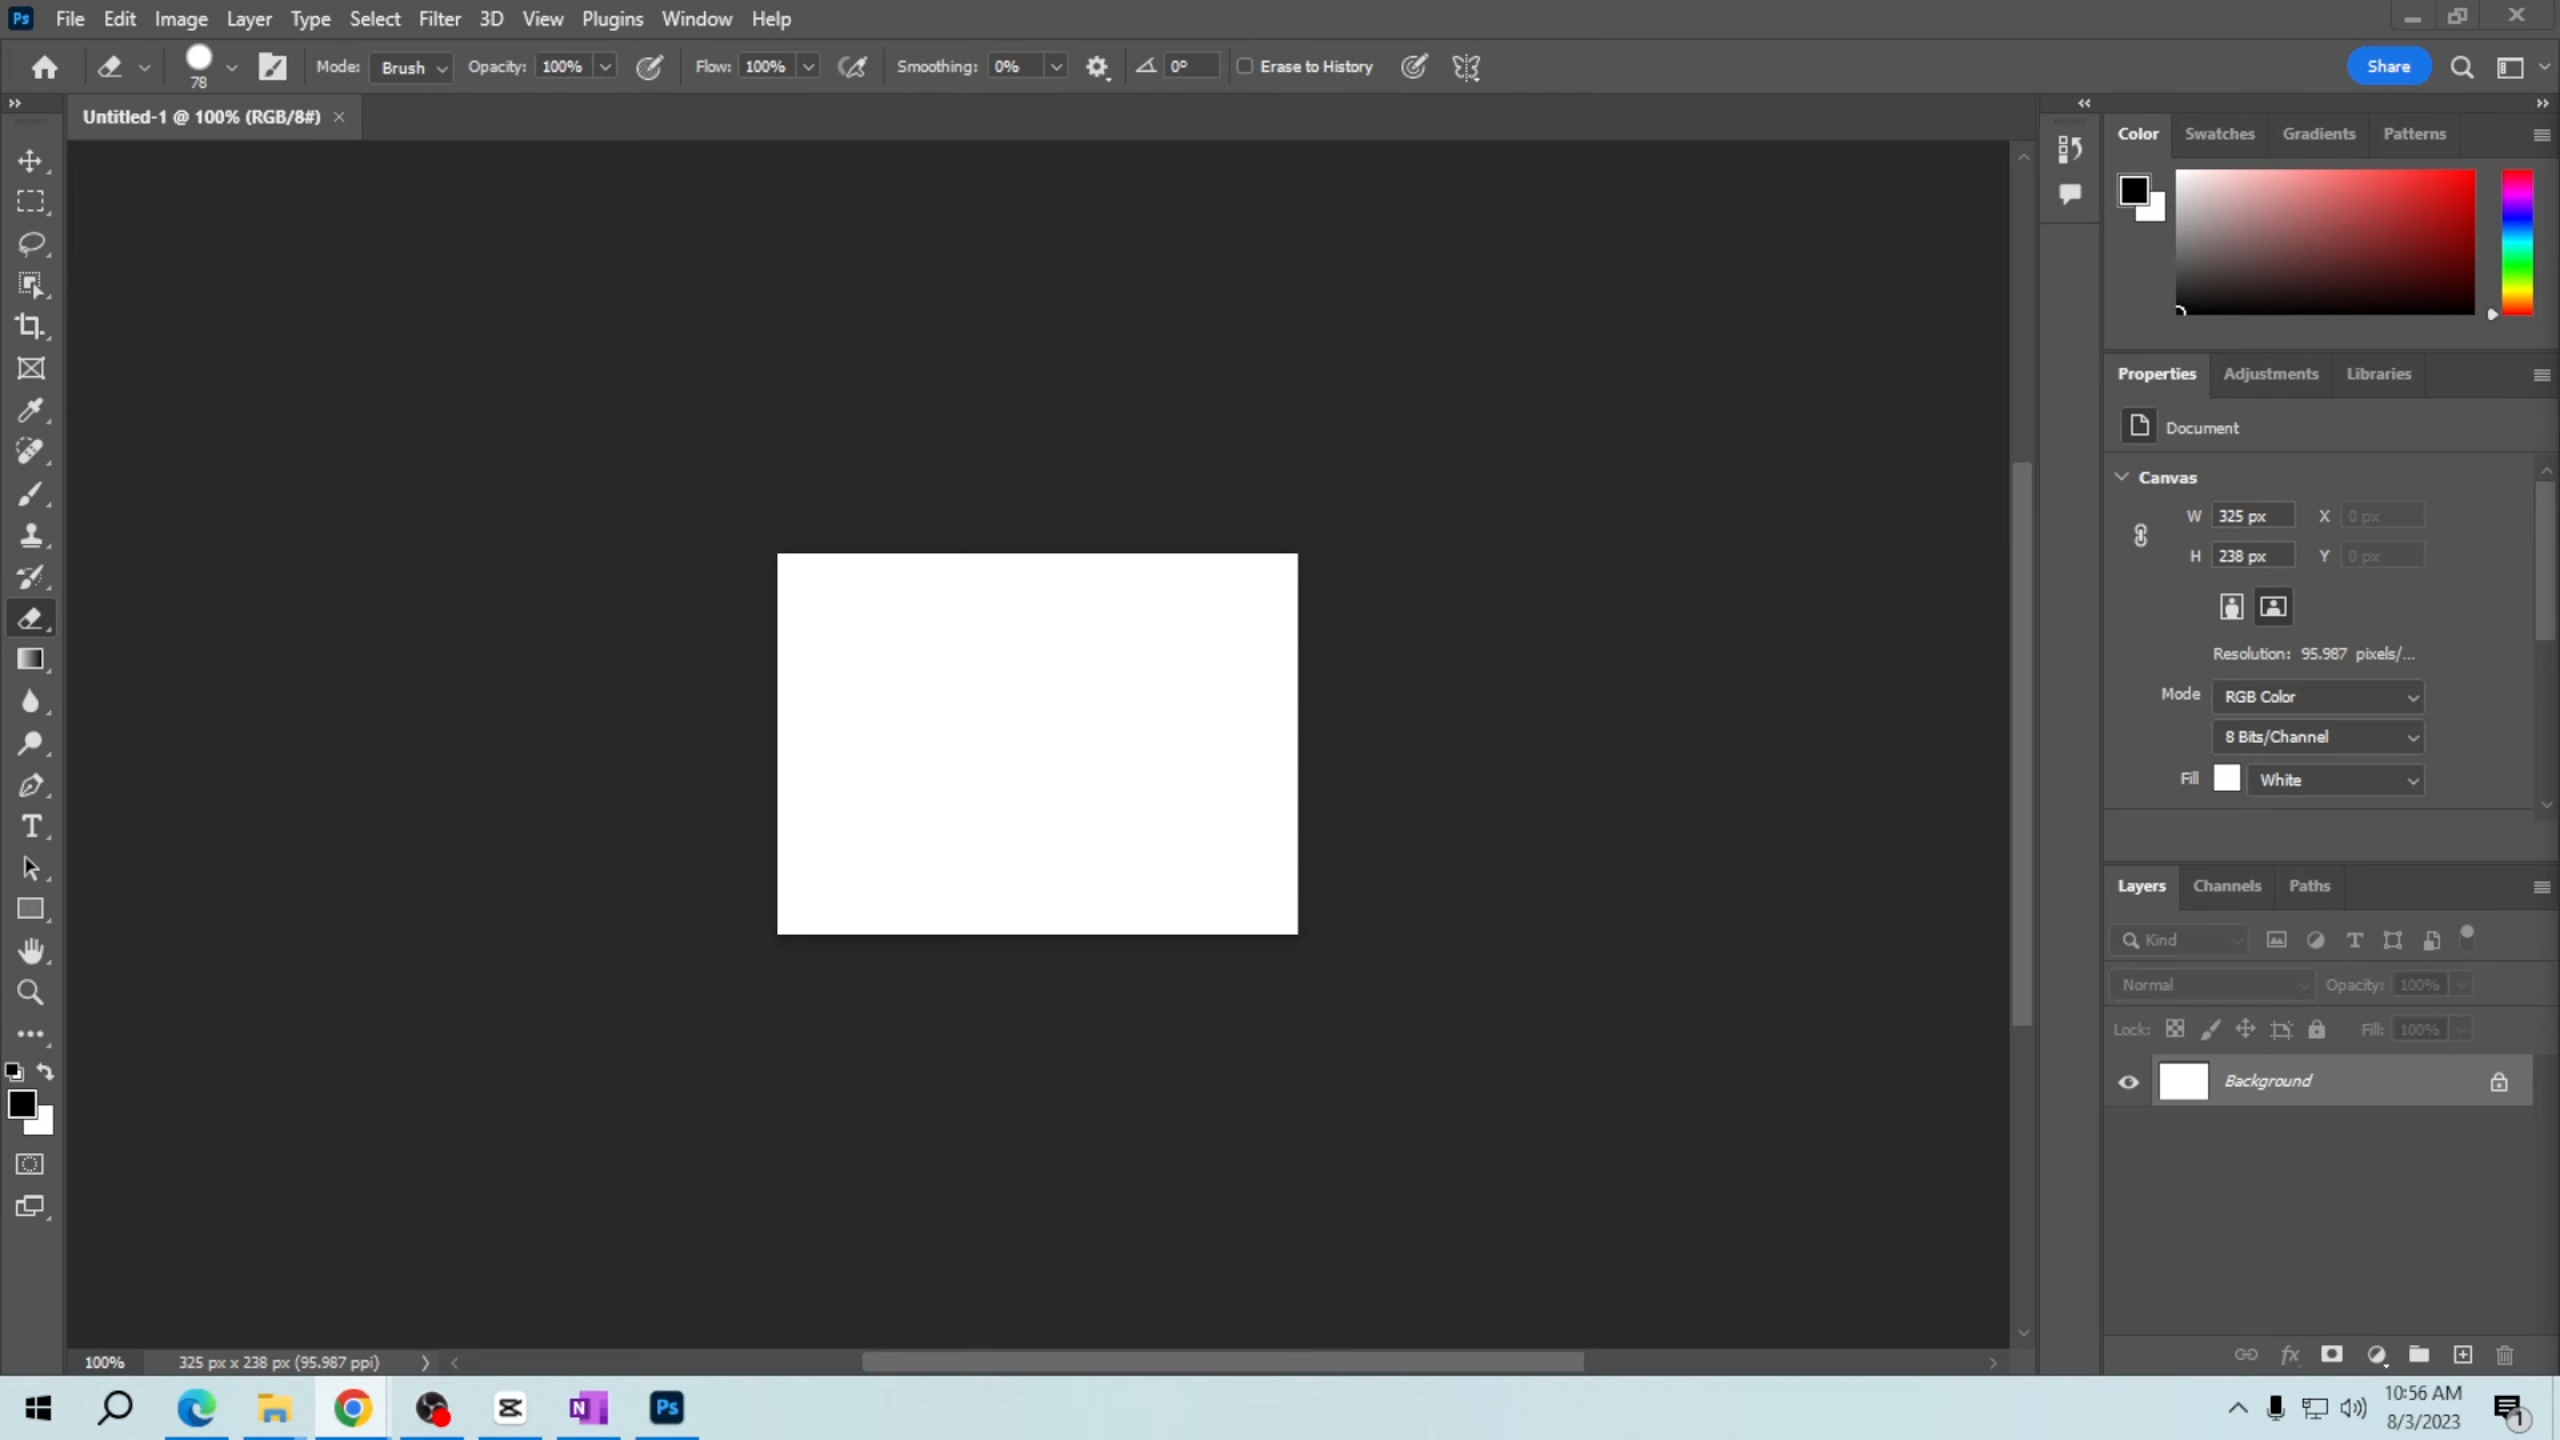 Ps File Edit Image Layer Type Select Filter 3D View Plugins Window Help
78 Mode: Brush Opacity: 100% Flow: 100% Smoothing: 0% 0° Erase to History Share
Untitled-1 @ 100% (RGB/8#) ×
Color Swatches Gradients Patterns
Properties Adjustments Libraries
Document
Canvas
W 325 px X 0 px
H 238 px Y 0 px
Resolution: 95.987 pixels/...
Mode RGB Color
8 Bits/Channel
Fill White
Layers Channels Paths
Kind
Normal Opacity: 100%
Lock: Fill: 100%
Background
100% 325 px x 238 px (95.987 ppi)
N Ps 10:56 AM
8/3/2023 1